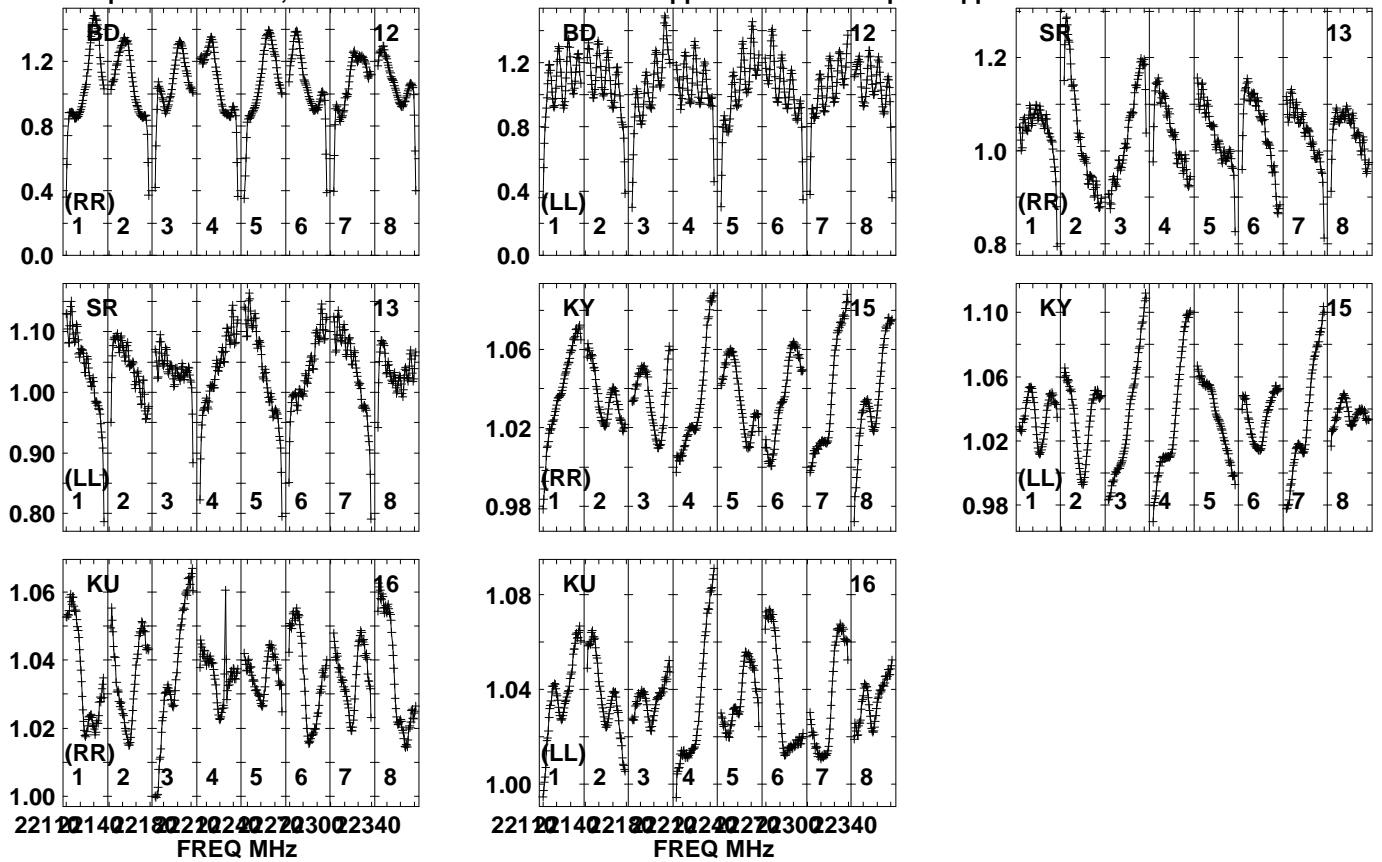 BD 12 BD 12 SR 13
1.2 1.2 1.2
0.8 0.8 1.0
0.4 0.4
(RR) (LL) (RR)
1 2 3 4 5 6 7 8 1 2 3 4 5 6 7 8 1 2 3 4 5 6 7 8
0.0 0.0 0.8
SR 13 KY 15 KY 15
1.10 1.06 1.10
1.00 1.02 1.06
0.90 1.02
(LL) (RR) (LL)
1 2 3 4 5 6 7 8 1 2 3 4 5 6 7 8 1 2 3 4 5 6 7 8
0.80 0.98 0.98
KU 16 KU 16
1.06 1.08
1.04 1.04
1.02
(RR) (LL)
1 2 3 4 5 6 7 8 1 2 3 4 5 6 7 8
1.00 1.00
FREQ MHz FREQ MHz